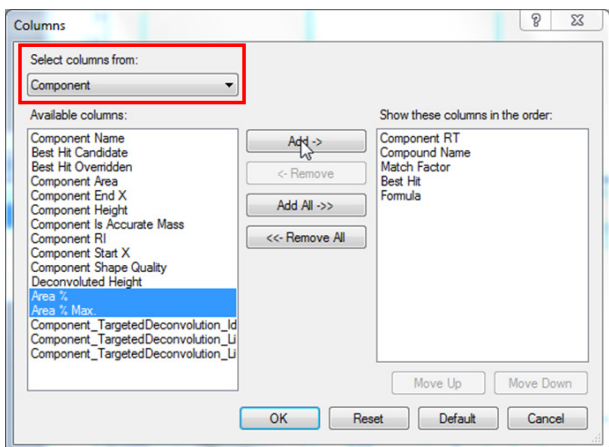 Columns
Select columns from:
Component
Available columns:
Component Name
Best Hit Candidate
Best Hit Overridden
Component Area
Component End X
Component Height
Component Is Accurate Mass
Component RI
Component Start X
Component Shape Quality
Deconvoluted Height
Area %
Area % Max.
Component_TargetedDeconvolution_Id
Component_TargetedDeconvolution_Li
Component_TargetedDeconvolution_Li
Add ->
<- Remove
Add All ->>
<<- Remove All
Show these columns in the order:
Component RT
Compound Name
Match Factor
Best Hit
Formula
Move Up
Move Down
OK
Reset
Default
Cancel